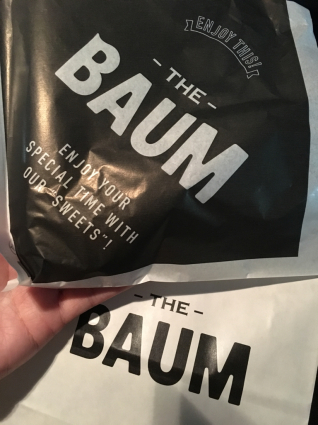 ENJOY THIS!
- THE -
BAUM
ENJOY YOUR
SPECIAL TIME WITH
OUR "SWEETS"!
- THE -
BAUM